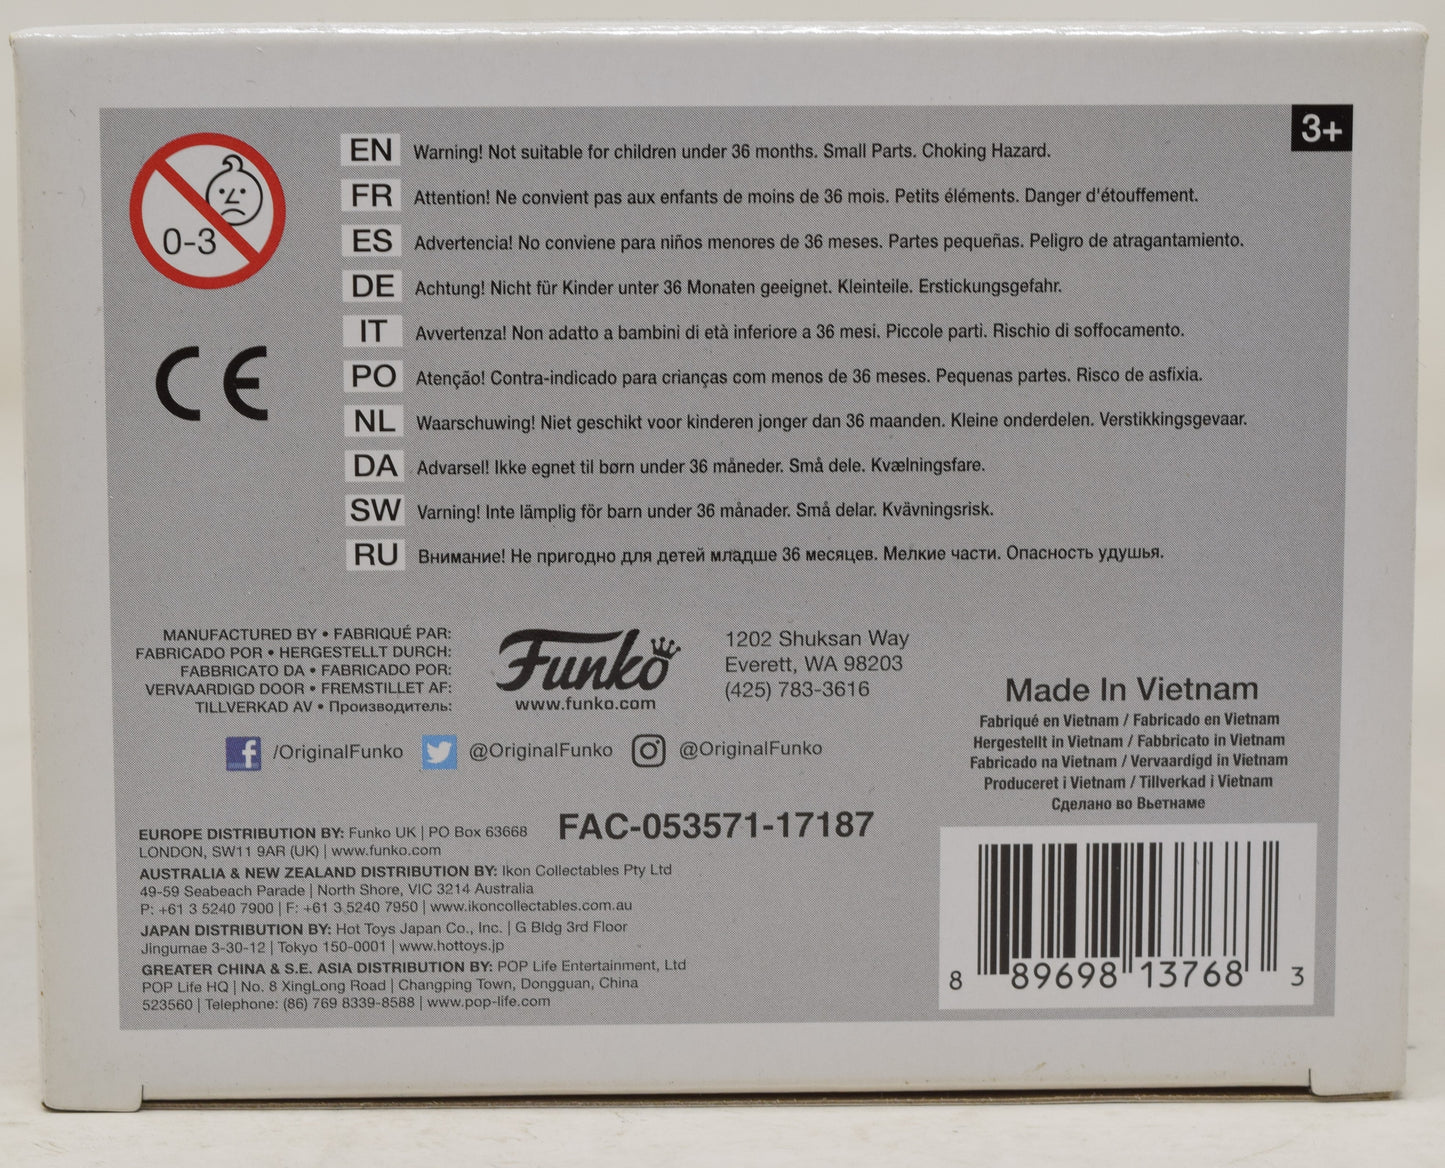 3+
0-3
CE
EN Warning! Not suitable for children under 36 months. Small Parts. Choking Hazard.
FR Attention! Ne convient pas aux enfants de moins de 36 mois. Petits éléments. Danger d'étouffement.
ES Advertencia! No conviene para niños menores de 36 meses. Partes pequeñas. Peligro de atragantamiento.
DE Achtung! Nicht für Kinder unter 36 Monaten geeignet. Kleinteile. Erstickungsgefahr.
IT Avvertenza! Non adatto a bambini di età inferiore a 36 mesi. Piccole parti. Rischio di soffocamento.
PO Atenção! Contra-indicado para crianças com menos de 36 meses. Pequenas partes. Risco de asfixia.
NL Waarschuwing! Niet geschikt voor kinderen jonger dan 36 maanden. Kleine onderdelen. Verstikkingsgevaar.
DA Advarsel! Ikke egnet til børn under 36 måneder. Små dele. Kvælningsfare.
SW Varning! Inte lämplig för barn under 36 månader. Små delar. Kvävningsrisk.
RU Внимание! Не пригодно для детей младше 36 месяцев. Мелкие части. Опасность удушья.
MANUFACTURED BY • FABRIQUÉ PAR:
FABRICADO POR • HERGESTELLT DURCH:
FABBRICATO DA • FABRICADO POR:
VERVAARDIGD DOOR • FREMSTILLET AF:
TILLVERKAD AV • Производитель:
Funko
www.funko.com
1202 Shuksan Way
Everett, WA 98203
(425) 783-3616
/OriginalFunko @OriginalFunko @OriginalFunko
Made In Vietnam
Fabriqué en Vietnam / Fabricado en Vietnam
Hergestellt in Vietnam / Fabbricato in Vietnam
Fabricado na Vietnam / Vervaardigd in Vietnam
Produceret i Vietnam / Tillverkad i Vietnam
Сделано во Вьетнаме
FAC-053571-17187
EUROPE DISTRIBUTION BY: Funko UK | PO Box 63668
LONDON, SW11 9AR (UK) | www.funko.com
AUSTRALIA & NEW ZEALAND DISTRIBUTION BY: Ikon Collectables Pty Ltd
49-59 Seabeach Parade | North Shore, VIC 3214 Australia
P: +61 3 5240 7900 | F: +61 3 5240 7950 | www.ikoncollectables.com.au
JAPAN DISTRIBUTION BY: Hot Toys Japan Co., Inc. | G Bldg 3rd Floor
Jingumae 3-30-12 | Tokyo 150-0001 | www.hottoys.jp
GREATER CHINA & S.E. ASIA DISTRIBUTION BY: POP Life Entertainment, Ltd
POP Life HQ | No. 8 XingLong Road | Changping Town, Dongguan, China
523560 | Telephone: (86) 769 8339-8588 | www.pop-life.com
8 89698 13768 3